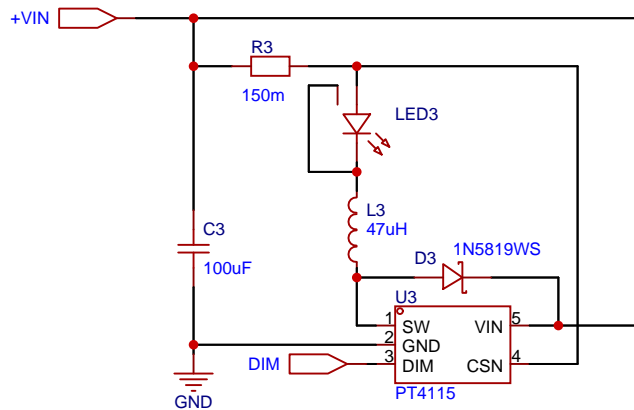 +VIN
R3
150m
LED3
L3
47uH
C3
100uF
D3
1N5819WS
U3
1 SW VIN 5
2 GND
3 DIM CSN 4
DIM
PT4115
GND